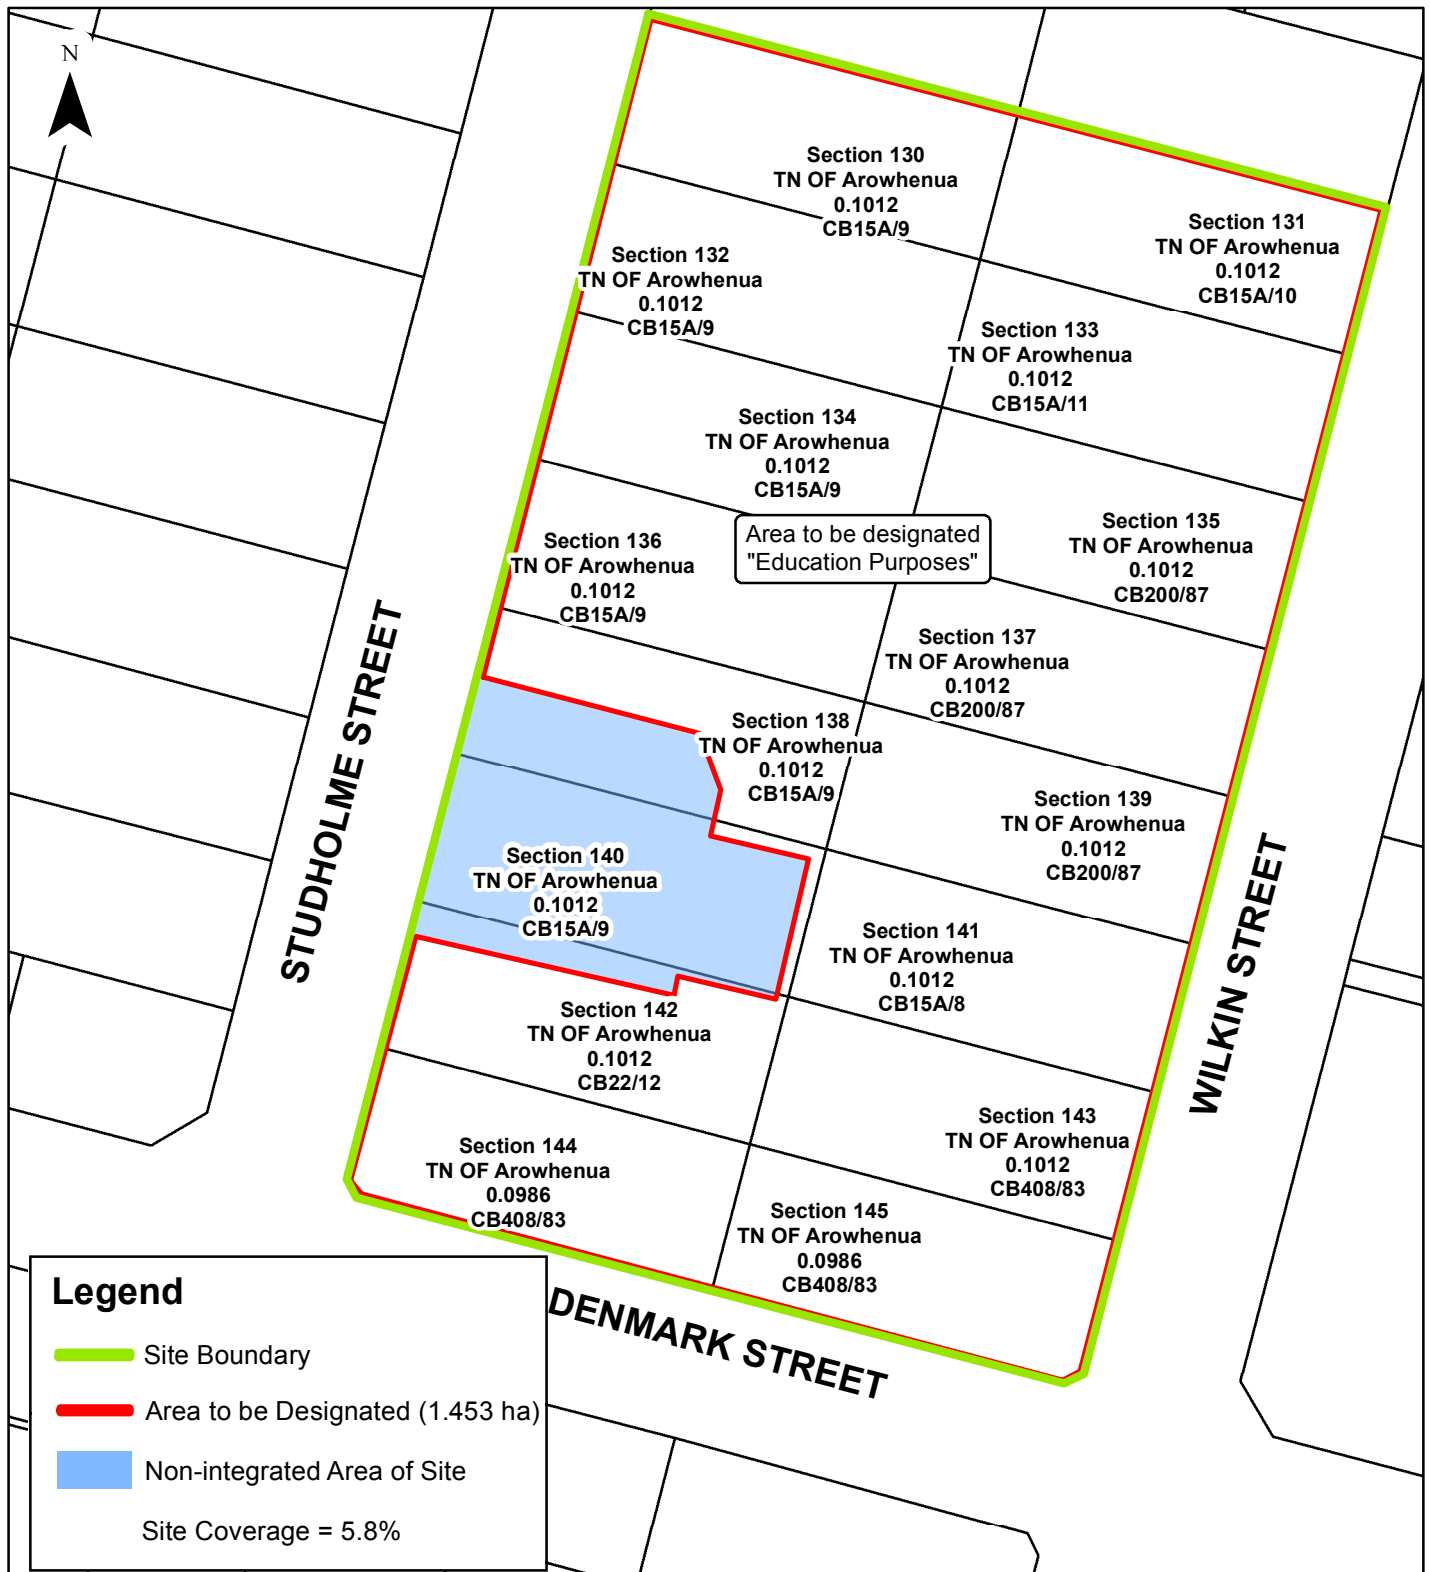 N
Section 130
TN OF Arowhenua
0.1012
CB15A/9
Section 131
TN OF Arowhenua
0.1012
CB15A/10
Section 132
TN OF Arowhenua
0.1012
CB15A/9
Section 133
TN OF Arowhenua
0.1012
CB15A/11
Section 134
TN OF Arowhenua
0.1012
CB15A/9
Area to be designated
"Education Purposes"
Section 135
TN OF Arowhenua
0.1012
CB200/87
Section 136
TN OF Arowhenua
0.1012
CB15A/9
Section 137
TN OF Arowhenua
0.1012
CB200/87
Section 138
TN OF Arowhenua
0.1012
CB15A/9
Section 139
TN OF Arowhenua
0.1012
CB200/87
STUDHOLME STREET
Section 140
TN OF Arowhenua
0.1012
CB15A/9
Section 141
TN OF Arowhenua
0.1012
CB15A/8
WILKIN STREET
Section 142
TN OF Arowhenua
0.1012
CB22/12
Section 143
TN OF Arowhenua
0.1012
CB408/83
Section 144
TN OF Arowhenua
0.0986
CB408/83
Section 145
TN OF Arowhenua
0.0986
CB408/83
DENMARK STREET
Legend
Site Boundary
Area to be Designated (1.453 ha)
Non-integrated Area of Site
Site Coverage = 5.8%